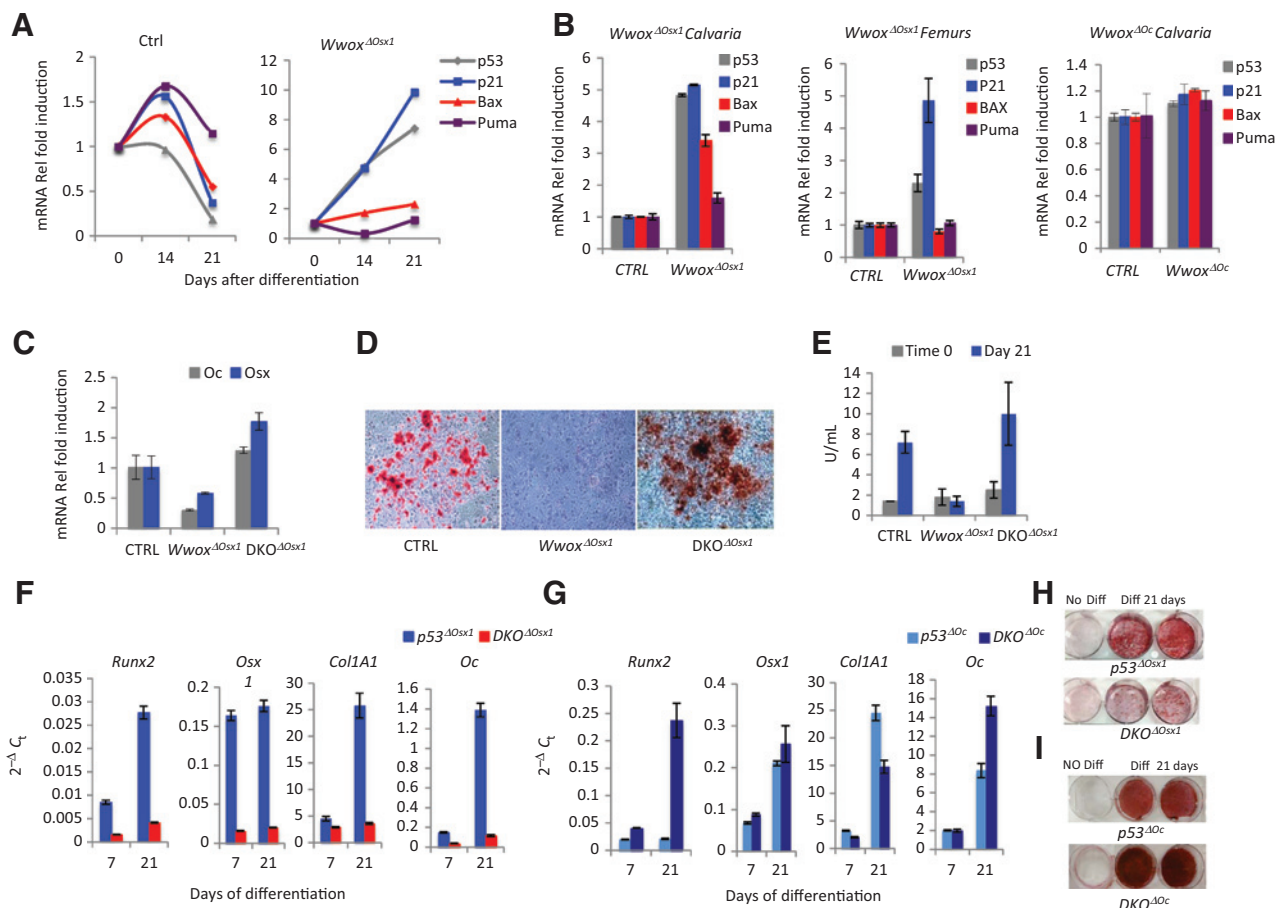 A
Ctrl
mRNA Rel fold induction
2
1.5
1
0.5
0
0 14 21
Wwox ΔOsx1
12
10
8
6
4
2
0
0 14 21
p53
p21
Bax
Puma
Days after differentiation
B
Wwox ΔOsx1 Calvaria
mRNA Rel fold induction
6
5
4
3
2
1
0
p53
p21
Bax
Puma
CTRL Wwox ΔOsx1
Wwox ΔOsx1 Femurs
mRNA Rel fold induction
6
5
4
3
2
1
0
p53
P21
BAX
Puma
CTRL Wwox ΔOsx1
Wwox ΔOc Calvaria
mRNA Rel fold induction
1.4
1.2
1
0.8
0.6
0.4
0.2
0
p53
p21
Bax
Puma
CTRL Wwox ΔOc
C
Oc Osx
mRNA Rel fold induction
2.5
2
1.5
1
0.5
0
CTRL Wwox ΔOsx1 DKO ΔOsx1
D
CTRL Wwox ΔOsx1 DKO ΔOsx1
E
Time 0 Day 21
U/mL
14
12
10
8
6
4
2
0
CTRL Wwox ΔOsx1 DKO ΔOsx1
F
p53 ΔOsx1 DKO ΔOsx1
2−Δ Ct
Runx2
0.035
0.03
0.025
0.02
0.015
0.01
0.005
0
7 21
Osx
1
0.2
0.15
0.1
0.05
0
7 21
Col1A1
30
25
20
15
10
5
0
7 21
Oc
1.6
1.4
1.2
1
0.8
0.6
0.4
0.2
0
7 21
Days of differentiation
G
p53 ΔOc DKO ΔOc
2−Δ Ct
Runx2
0.3
0.25
0.2
0.15
0.1
0.05
0
7 21
Osx1
0.4
0.3
0.2
0.1
0
7 21
Col1A1
30
25
20
15
10
5
0
7 21
Oc
18
16
14
12
10
8
6
4
2
0
7 21
Days of differentiation
H
No Diff Diff 21 days
p53 ΔOsx1
DKO ΔOsx1
I
NO Diff Diff 21 days
p53 ΔOc
DKO ΔOc